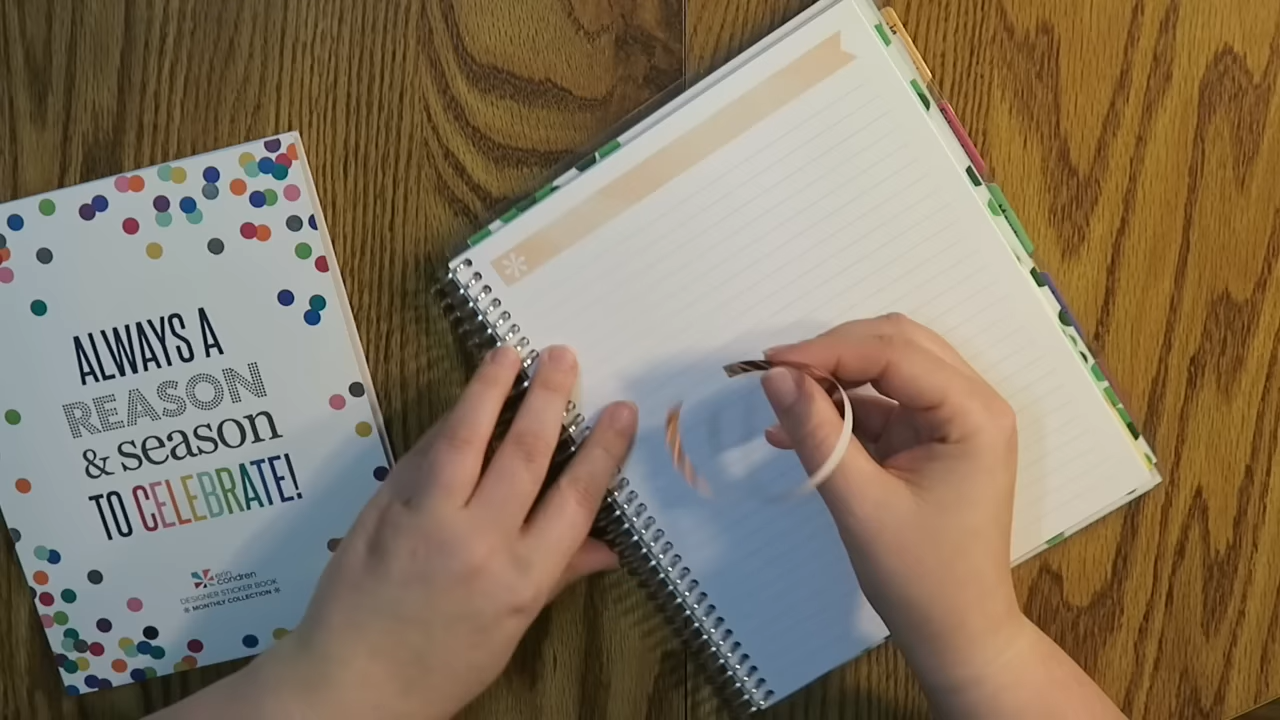 ALWAYS A
REASON
& season
TO CELEBRATE!
erin
condren
DESIGNER STICKER BOOK
* MONTHLY COLLECTION *